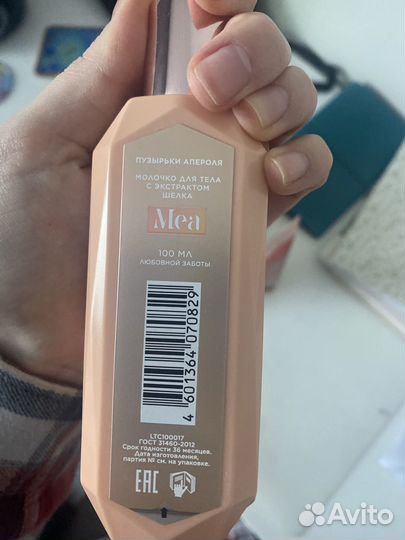 ПУЗЫРЬКИ АПЕРОЛЯ
МОЛОЧКО ДЛЯ ТЕЛА
С ЭКСТРАКТОМ
ШЕЛКА
Mea
100 МЛ
ЛЮБОВНОЙ ЗАБОТЫ
4 601364 070829
LTC100017
ГОСТ 31460-2012
Срок годности 36 месяцев.
Дата изготовления,
партия № см. на упаковке.
EAC
Avito